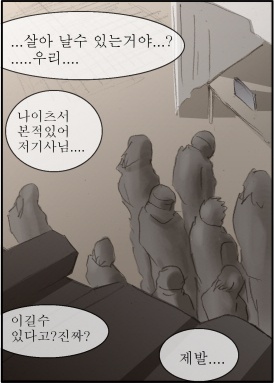 ...살아 날수 있는거야...?
......우리....
나이츠서
본적있어
저기사님....
이길수
있다고?진짜?
제발....